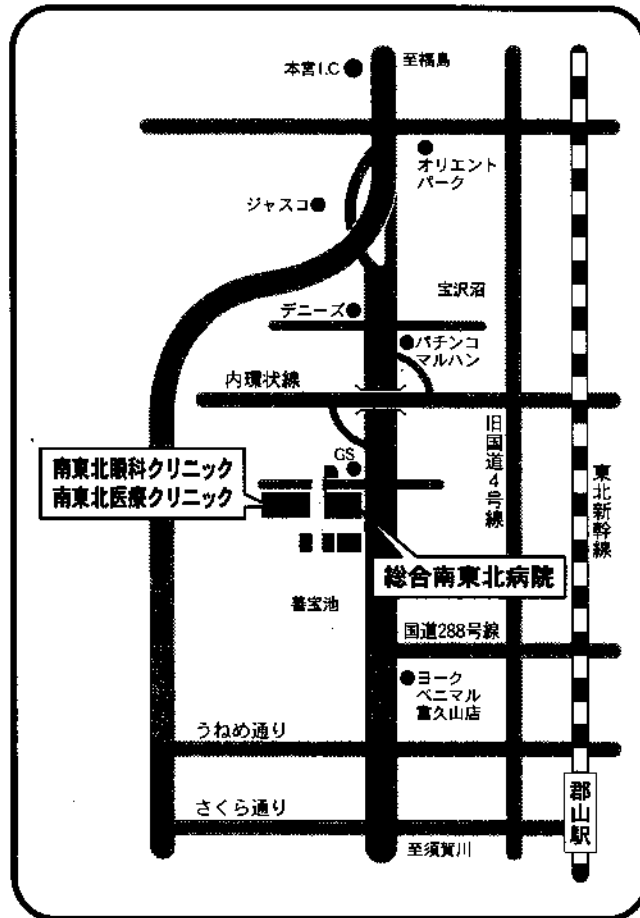 至福島
本宮I.C
オリエント
パーク
ジャスコ
宝沢沼
デニーズ
パチンコ
マルハン
内環状線
旧国道4号線
GS
東北新幹線
南東北眼科クリニック
南東北医療クリニック
総合南東北病院
善宝池
国道288号線
ヨーク
ベニマル
富久山店
うねめ通り
郡山駅
さくら通り
至須賀川